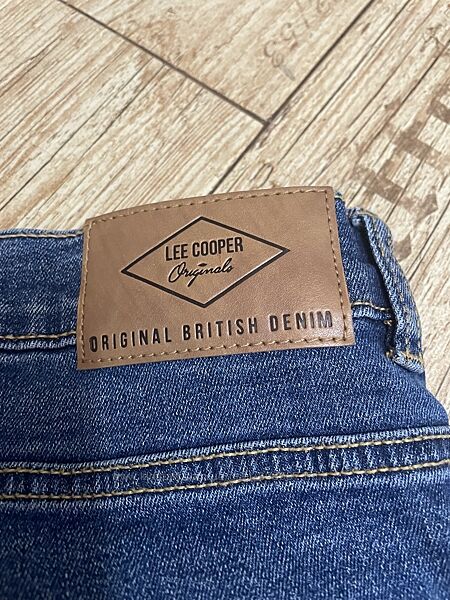 LEE COOPER
Originals
ORIGINAL BRITISH DENIM